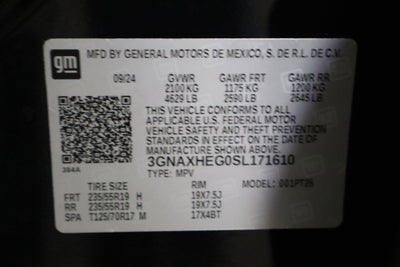 gm
MFD BY GENERAL MOTORS DE MEXICO, S. DE R.L. DE C.V.
09/24 GVWR GAWR FRT GAWR RR
2100 KG 1175 KG 1200 KG
4629 LB 2590 LB 2645 LB
THIS VEHICLE CONFORMS TO ALL
APPLICABLE U.S. FEDERAL MOTOR
VEHICLE SAFETY AND THEFT PREVENTION
STANDARDS IN EFFECT ON THE DATE OF
MANUFACTURE SHOWN ABOVE.
384A 3GNAXHEG0SL171610
TYPE: MPV
TIRE SIZE RIM MODEL: 001PT26
FRT 235/55R19 H 19X7.5J
RR 235/55R19 H 19X7.5J
SPA T125/70R17 M 17X4BT